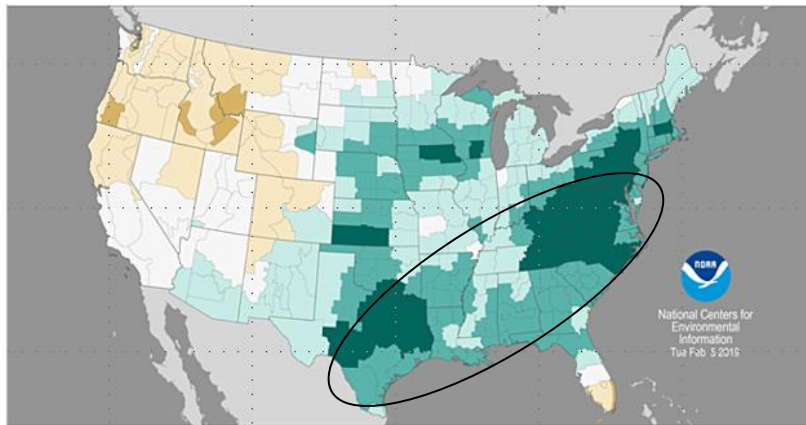 NOAA
National Centers for
Environmental
Information
Tue Feb 5 2019